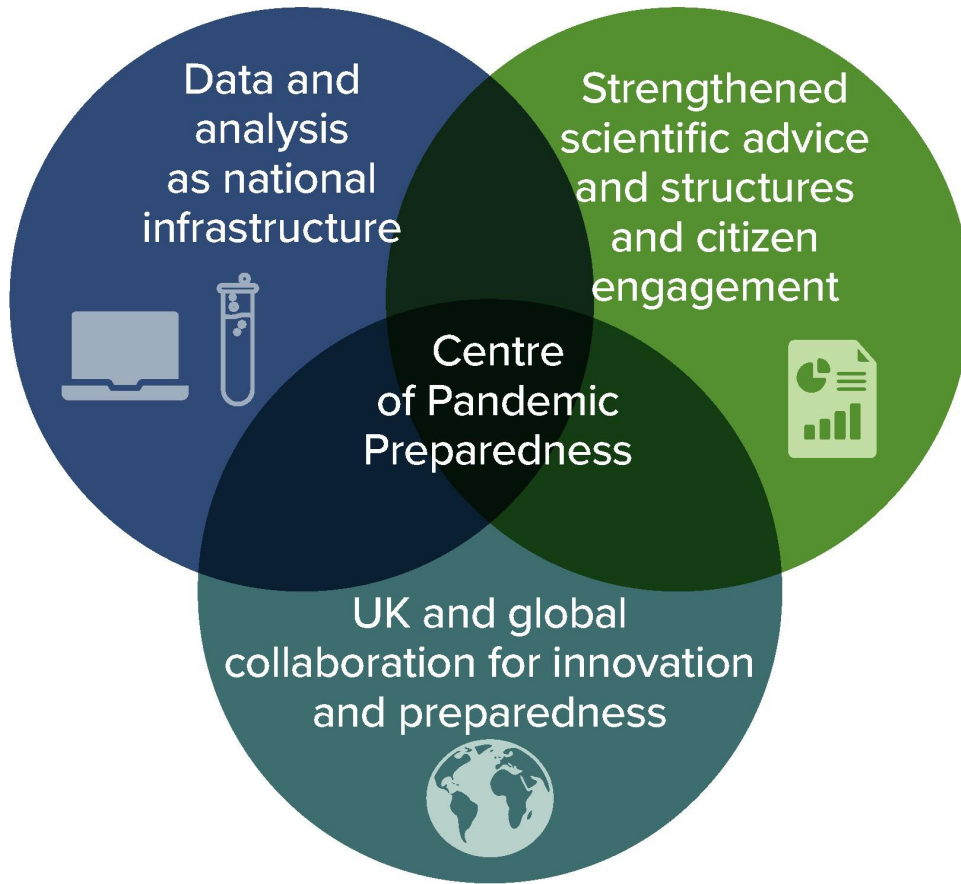 Data and
analysis
as national
infrastructure
Strengthened
scientific advice
and structures
and citizen
engagement
Centre
of Pandemic
Preparedness
UK and global
collaboration for innovation
and preparedness